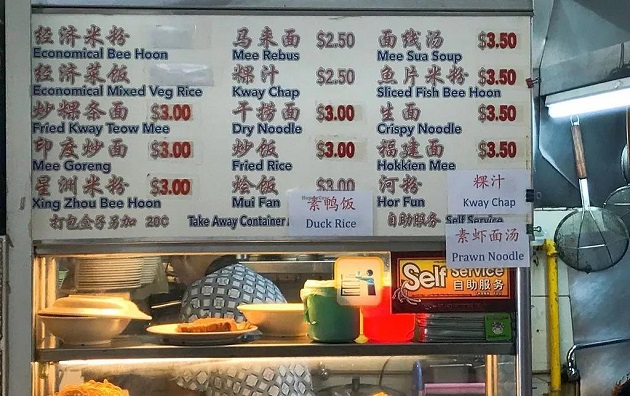 经济米粉
Economical Bee Hoon
经济菜饭
Economical Mixed Veg Rice
炒粿条面 $3.00
Fried Kway Teow Mee
印度炒面 $3.00
Mee Goreng
星洲米粉 $3.00
Xing Zhou Bee Hoon
马来面 $2.50
Mee Rebus
粿汁 $2.50
Kway Chap
干捞面 $3.00
Dry Noodle
炒饭 $3.00
Fried Rice
烩饭 $3.00
Mui Fan
面线汤 $3.50
Mee Sua Soup
鱼片米粉 $3.50
Sliced Fish Bee Hoon
生面 $3.50
Crispy Noodle
福建面 $3.50
Hokkien Mee
河粉
Hor Fun
打包盒子另加 20¢ Take Away Container
自助服务 Self Service
素鸭饭
Duck Rice
粿汁
Kway Chap
素虾面汤
Prawn Noodle
Self Service
自助服务